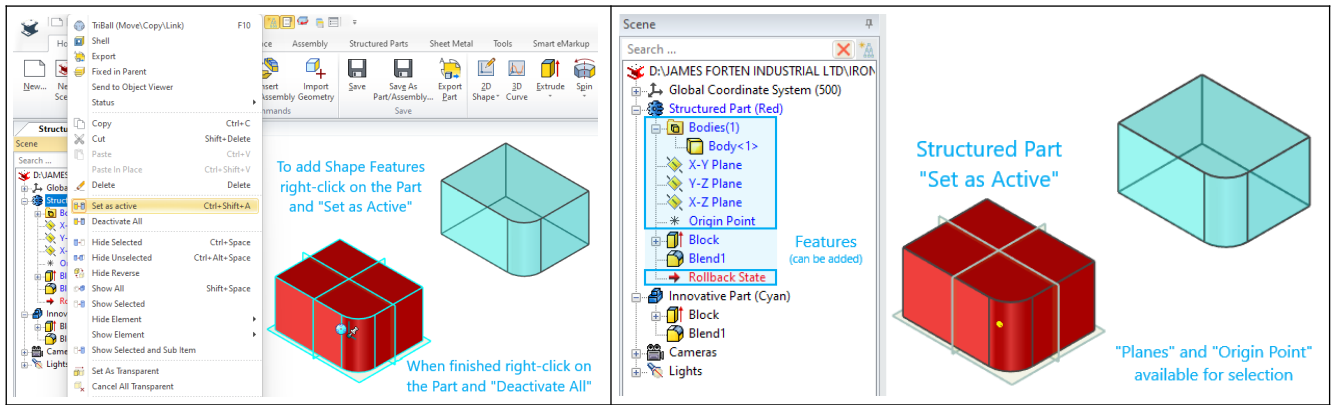 TriBall (Move\Copy\Link) F10
Shell
Export
Fixed in Parent
Send to Object Viewer
Status
Copy Ctrl+C
Cut Shift+Delete
Paste Ctrl+V
Paste In Place Ctrl+Shift+V
Delete Delete
Set as active Ctrl+Shift+A
Deactivate All
Hide Selected Ctrl+Space
Hide Unselected Ctrl+Alt+Space
Hide Reverse
Show All Shift+Space
Show Selected
Hide Element
Show Element
Show Selected and Sub Item
Set As Transparent
Cancel All Transparent
Assembly Structured Parts Sheet Metal Tools Smart eMarkup
New...
Import Geometry
Save
Save As Part/Assembly...
Export Part
2D Shape
3D Curve
Extrude
Spin
Save
Scene
Search ...
To add Shape Features
right-click on the Part
and "Set as Active"
When finished right-click on
the Part and "Deactivate All"
Scene
Search ...
D:\JAMES FORTEN INDUSTRIAL LTD\IRON
Global Coordinate System (500)
Structured Part (Red)
Bodies(1)
Body<1>
X-Y Plane
Y-Z Plane
X-Z Plane
Origin Point
Block
Blend1
Rollback State
Innovative Part (Cyan)
Block
Blend1
Cameras
Lights
Features
(can be added)
Structured Part
"Set as Active"
"Planes" and "Origin Point"
available for selection